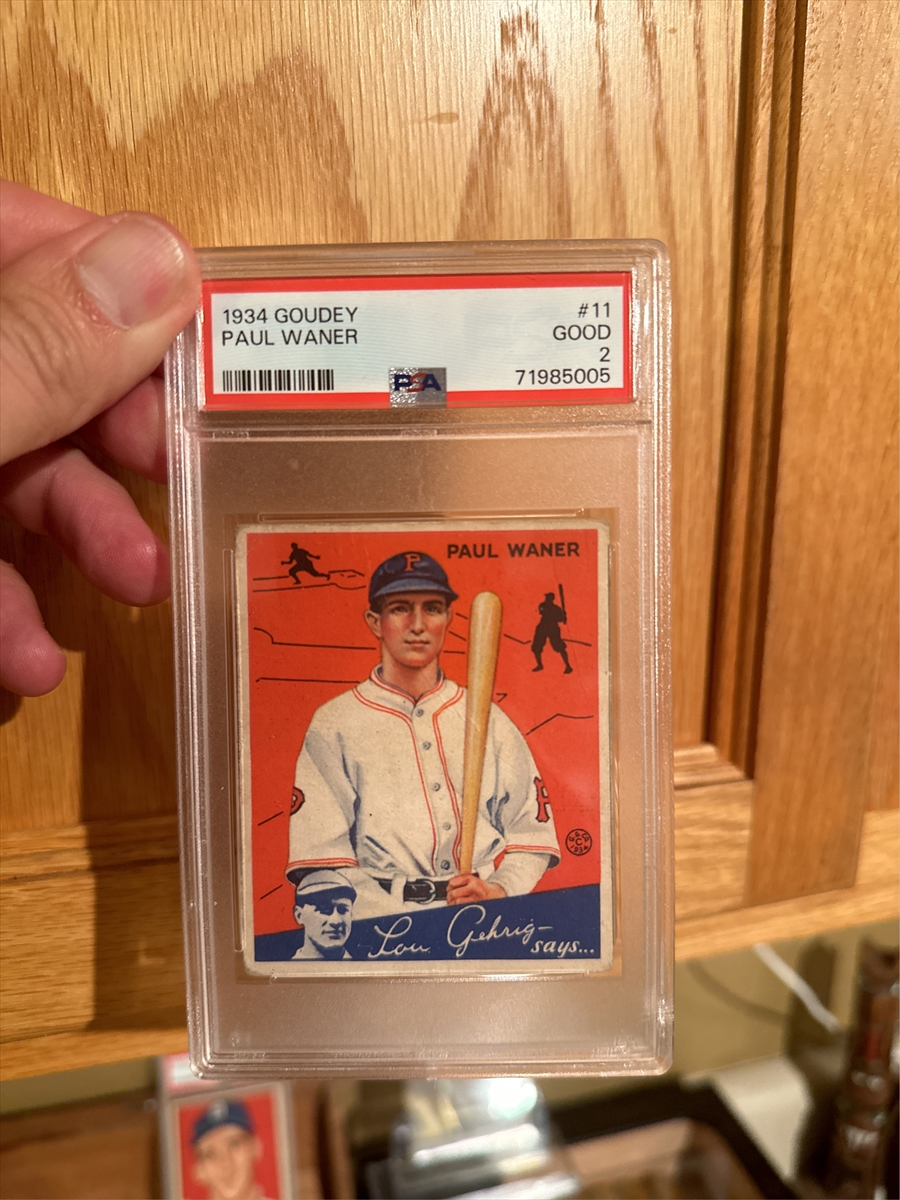 1934 GOUDEY #11
PAUL WANER GOOD
2
71985005
PSA
PAUL WANER
P
Lou Gehrig-
says...